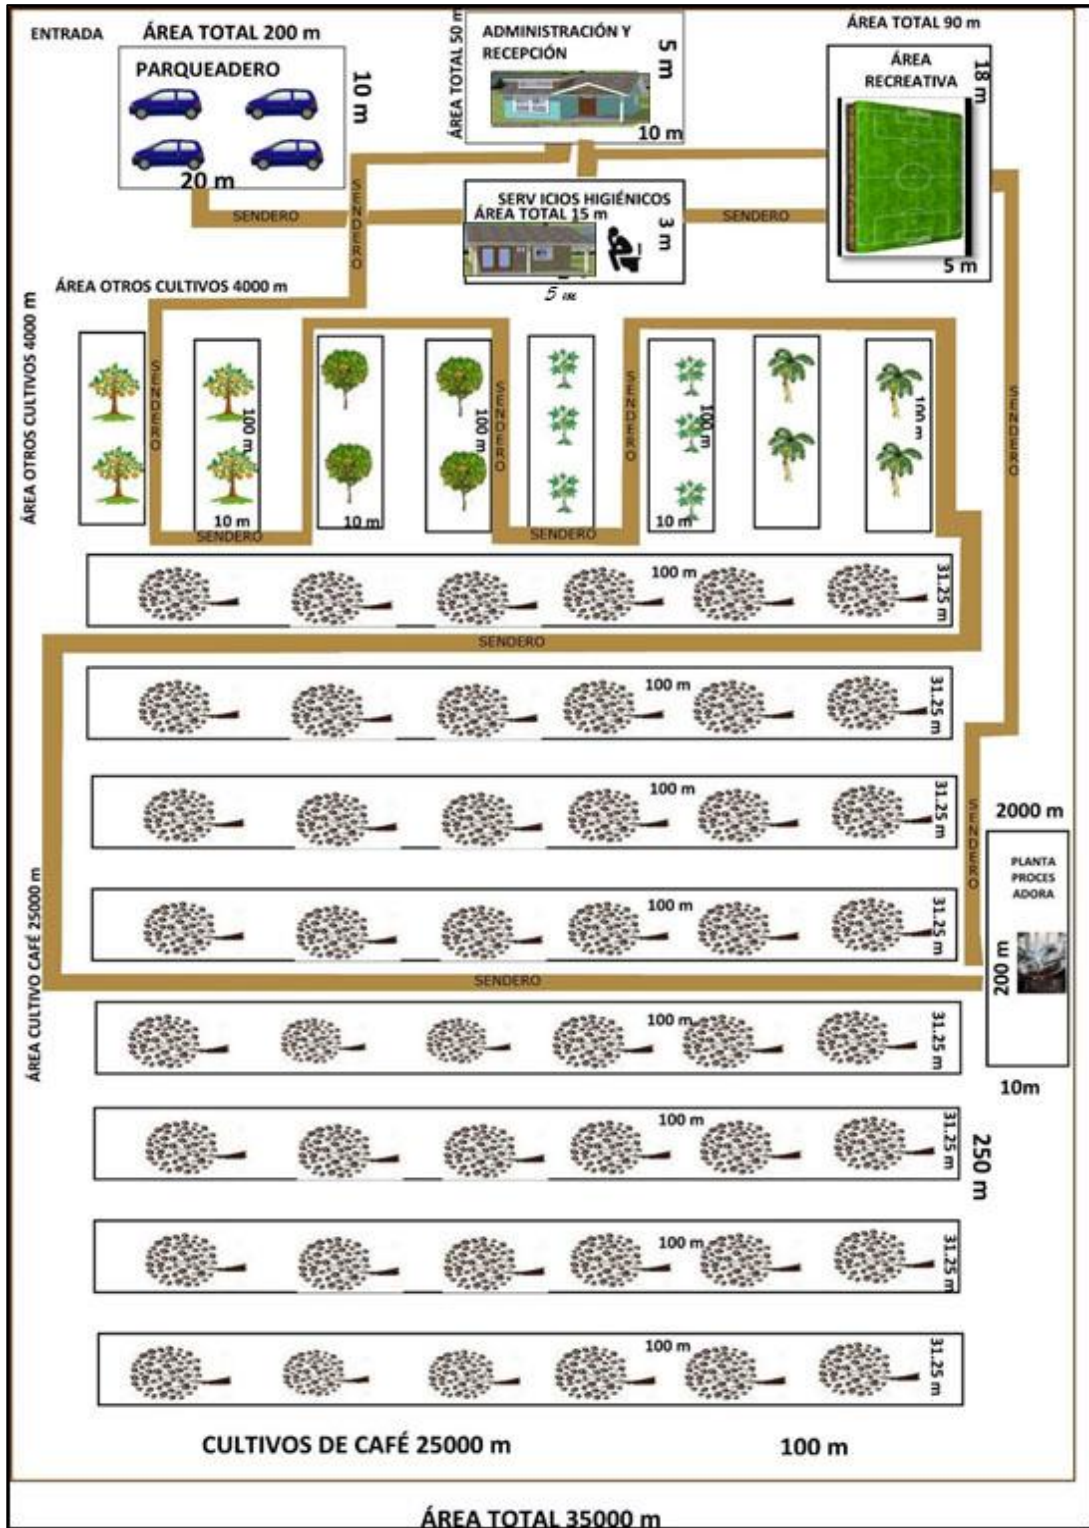 ENTRADA
ÁREA TOTAL 200 m
PARQUEADERO
10 m
20 m
ÁREA TOTAL 50 m
ADMINISTRACIÓN Y
RECEPCIÓN
5 m
10 m
ÁREA TOTAL 90 m
ÁREA
RECREATIVA
18 m
5 m
SERV ICIOS HIGIÉNICOS
ÁREA TOTAL 15 m
3 m
5 m
SENDERO
SENDERO
SENDERO
ÁREA OTROS CULTIVOS 4000 m
ÁREA OTROS CULTIVOS 4000 m
SENDERO
100 m
10 m
SENDERO
10 m
100 m
SENDERO
SENDERO
SENDERO
100 m
10 m
100 m
SENDERO
100 m
31.25 m
SENDERO
100 m
31.25 m
100 m
31.25 m
SENDERO
2000 m
PLANTA
PROCES
ADORA
200 m
10m
100 m
31.25 m
SENDERO
ÁREA CULTIVO CAFÉ 25000 m
100 m
31.25 m
100 m
31.25 m
250 m
100 m
31.25 m
100 m
31.25 m
CULTIVOS DE CAFÉ 25000 m
100 m
ÁREA TOTAL 35000 m